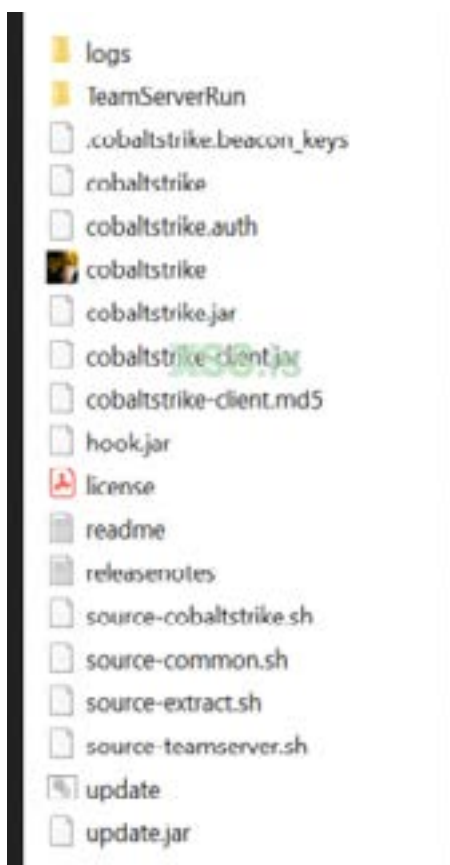 logs
TeamServerRun
.cobaltstrike.beacon_keys
cobaltstrike
cobaltstrike.auth
cobaltstrike
cobaltstrike.jar
cobaltstrike-client.jar
cobaltstrike-client.md5
hook.jar
license
readme
releasenotes
source-cobaltstrike.sh
source-common.sh
source-extract.sh
source-teamserver.sh
update
update.jar